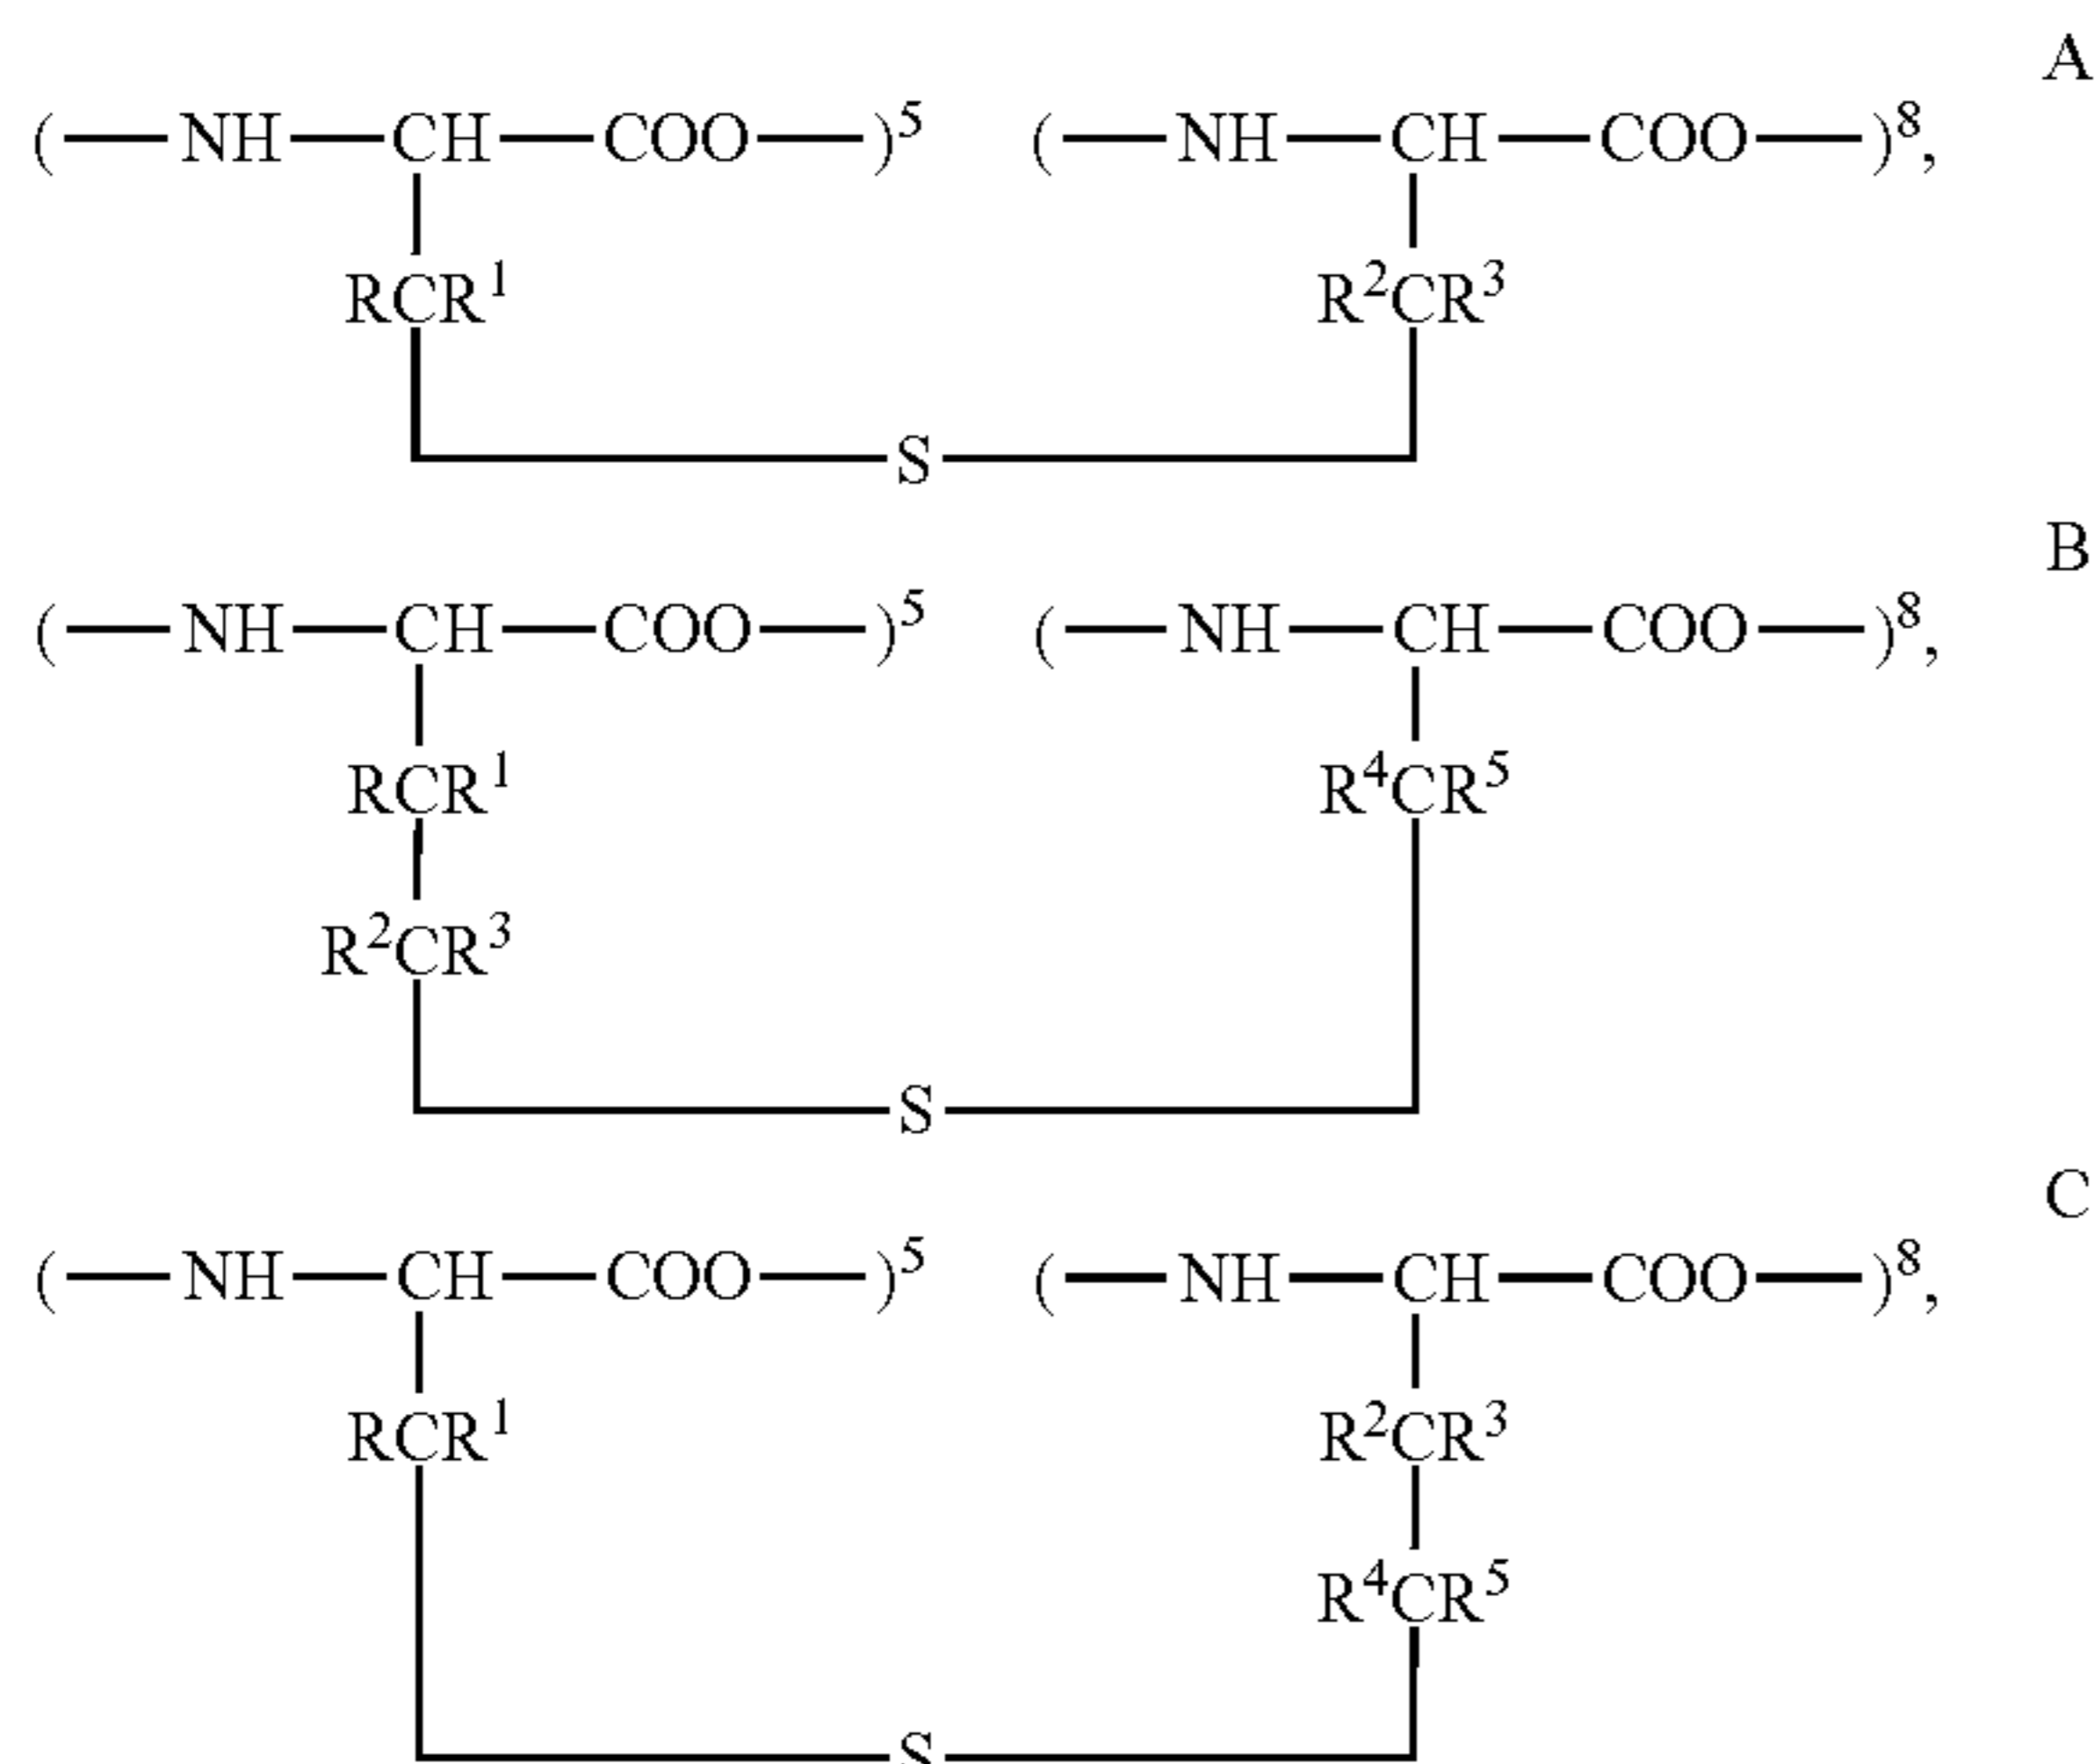 A
( — NH — CH — COO — )⁵ ( — NH — CH — COO — )⁸,
RCR¹ R²CR³
S
B
( — NH — CH — COO — )⁵ ( — NH — CH — COO — )⁸,
RCR¹ R⁴CR⁵
R²CR³
S
C
( — NH — CH — COO — )⁵ ( — NH — CH — COO — )⁸,
RCR¹ R²CR³
R⁴CR⁵
S